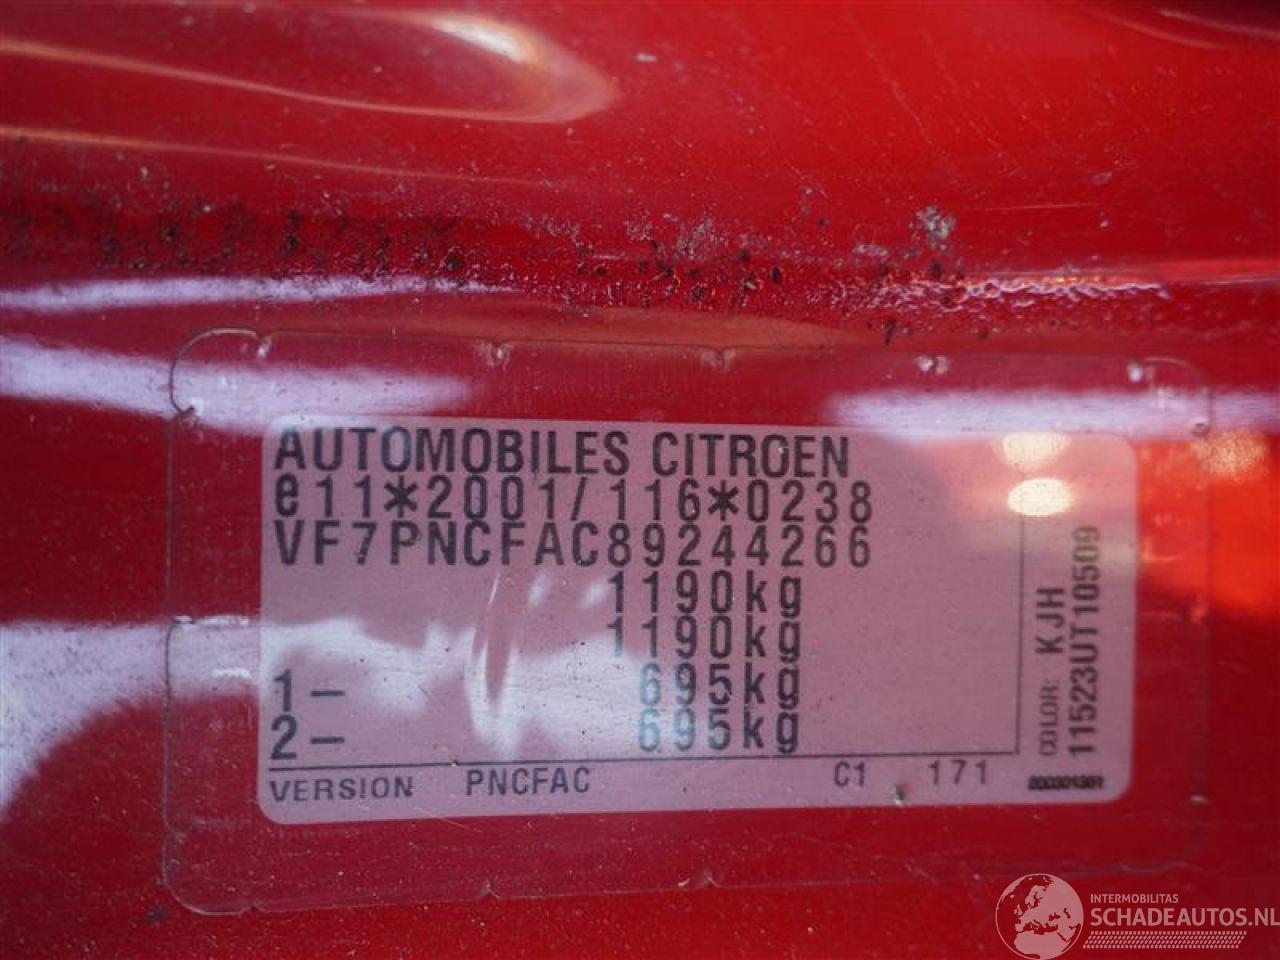 AUTOMOBILES CITROEN
e11*2001/116*0238
VF7PNCFAC89244266
1190kg
1190kg
1- 695kg
2- 695kg
VERSION PNCFAC C1 171
COLOR: KJH
11523UT10509
INTERMOBILITAS
SCHADEAUTOS.NL